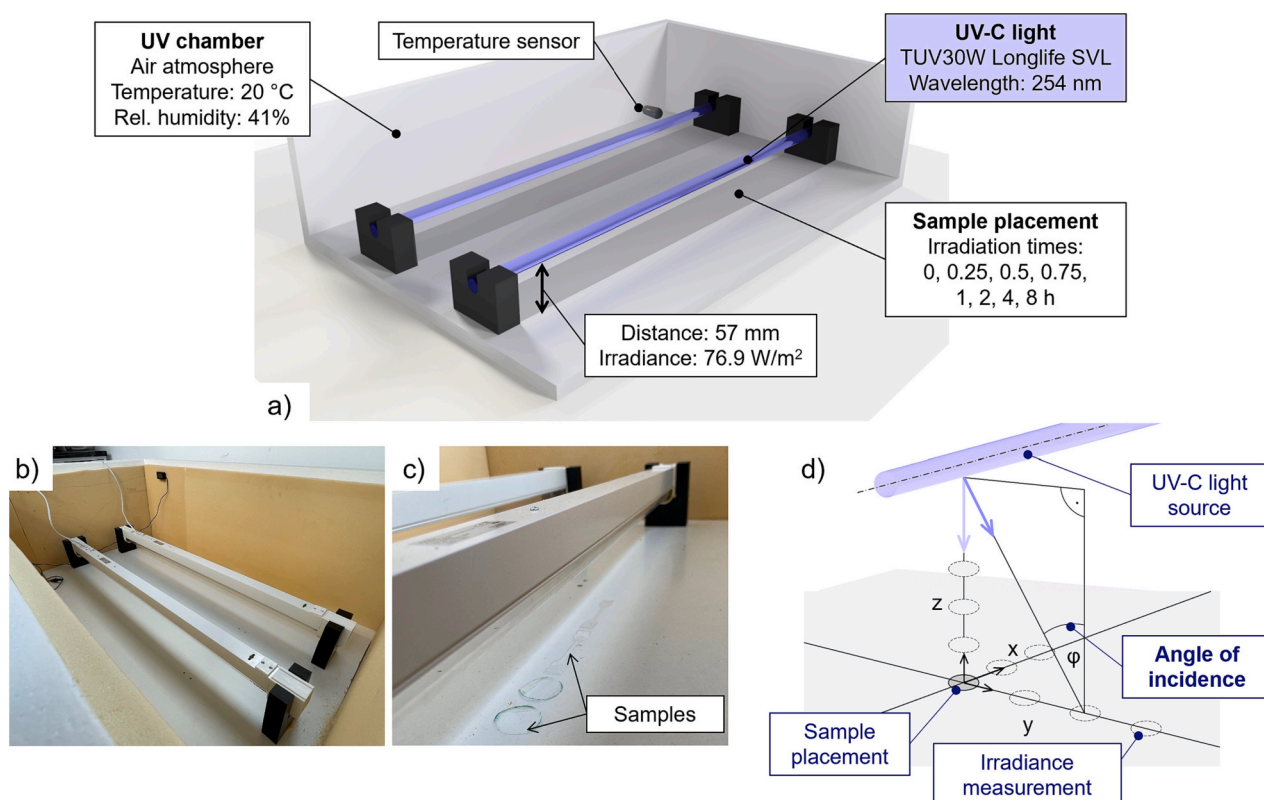 UV chamber
Air atmosphere
Temperature: 20 °C
Rel. humidity: 41%
Temperature sensor
UV-C light
TUV30W Longlife SVL
Wavelength: 254 nm
Sample placement
Irradiation times:
0, 0.25, 0.5, 0.75,
1, 2, 4, 8 h
Distance: 57 mm
Irradiance: 76.9 W/m²
a)
b)
c)
Samples
d)
UV-C light
source
z
x
φ
y
Angle of
incidence
Sample
placement
Irradiance
measurement